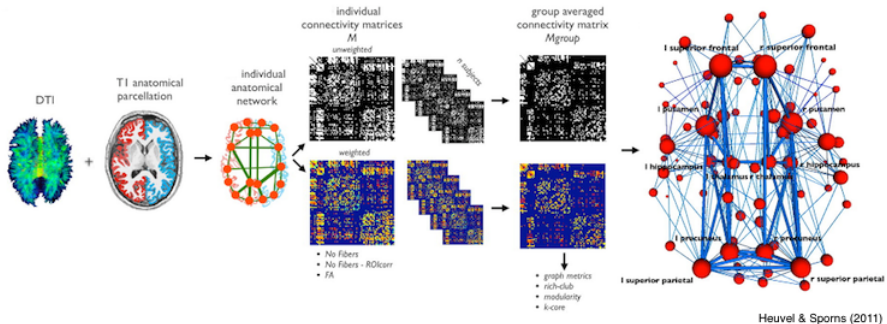 DTI
+
T1 anatomical
parcellation
individual
anatomical
network
individual
connectivity matrices
M
unweighted
n subjects
weighted
• No Fibers
• No Fibers - ROIcorr
• FA
group averaged
connectivity matrix
Mgroup
• graph metrics
• rich-club
• modularity
• k-core
l superior frontal
r superior frontal
l putamen
r putamen
l hippocampus
r hippocampus
l thalamus
r thalamus
l precuneus
r precuneus
l superior parietal
r superior parietal
Heuvel & Sporns (2011)